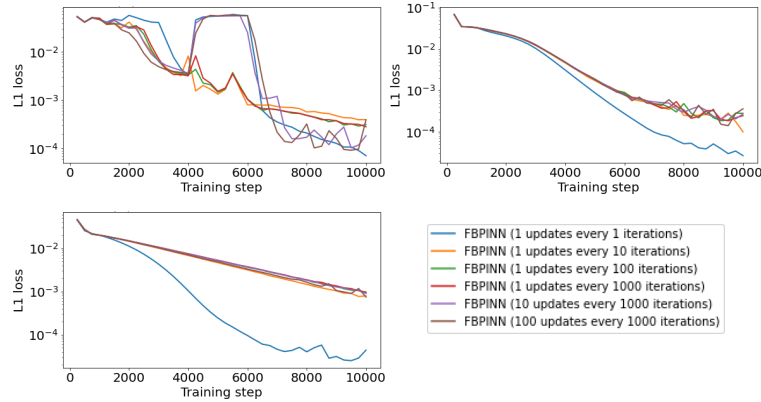 10⁻²
10⁻³
10⁻⁴
L1 loss
0 2000 4000 6000 8000 10000
Training step
10⁻¹
10⁻²
10⁻³
10⁻⁴
L1 loss
0 2000 4000 6000 8000 10000
Training step
10⁻²
10⁻³
10⁻⁴
L1 loss
0 2000 4000 6000 8000 10000
Training step
FBPINN (1 updates every 1 iterations)
FBPINN (1 updates every 10 iterations)
FBPINN (1 updates every 100 iterations)
FBPINN (1 updates every 1000 iterations)
FBPINN (10 updates every 1000 iterations)
FBPINN (100 updates every 1000 iterations)